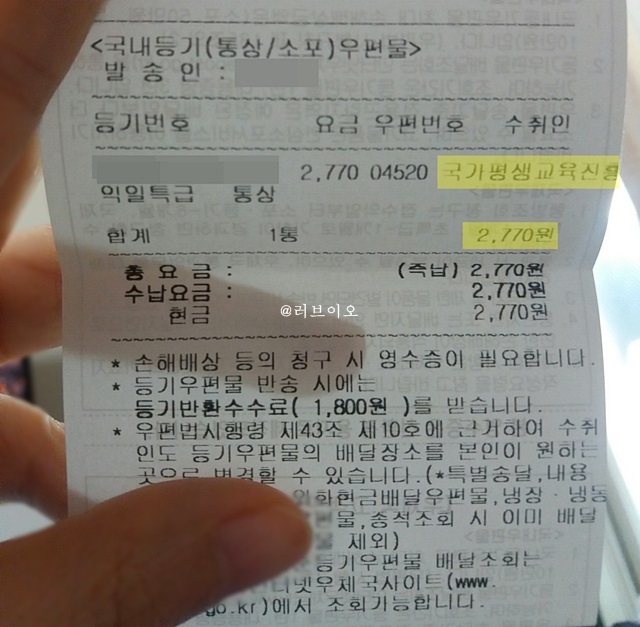 <국내등기(통상/소포)우편물>
발 송 인 :
등기번호 요금 우편번호 수취인
2,770 04520 국가평생교육진흥
익일특급 통상
합계 1통 2,770원
총 요 금 : (즉납) 2,770원
수납요금 : 2,770원
현금 2,770원
@러브이오
* 손해배상 등의 청구 시 영수증이 필요합니다.
* 등기우편물 반송 시에는
등기반환수수료( 1,800원 )를 받습니다.
* 우편법시행령 제43조 제10호에 근거하여 수취
인도 등기우편물의 배달장소를 본인이 원하는
곳으로 변경할 수 있습니다.(*특별송달,내용
화현금배달우편물,냉장·냉동
물,종적조회 시 이미 배달
제외)
등기우편물 배달조회는
터넷우체국사이트(www.
go.kr)에서 조회가능합니다.